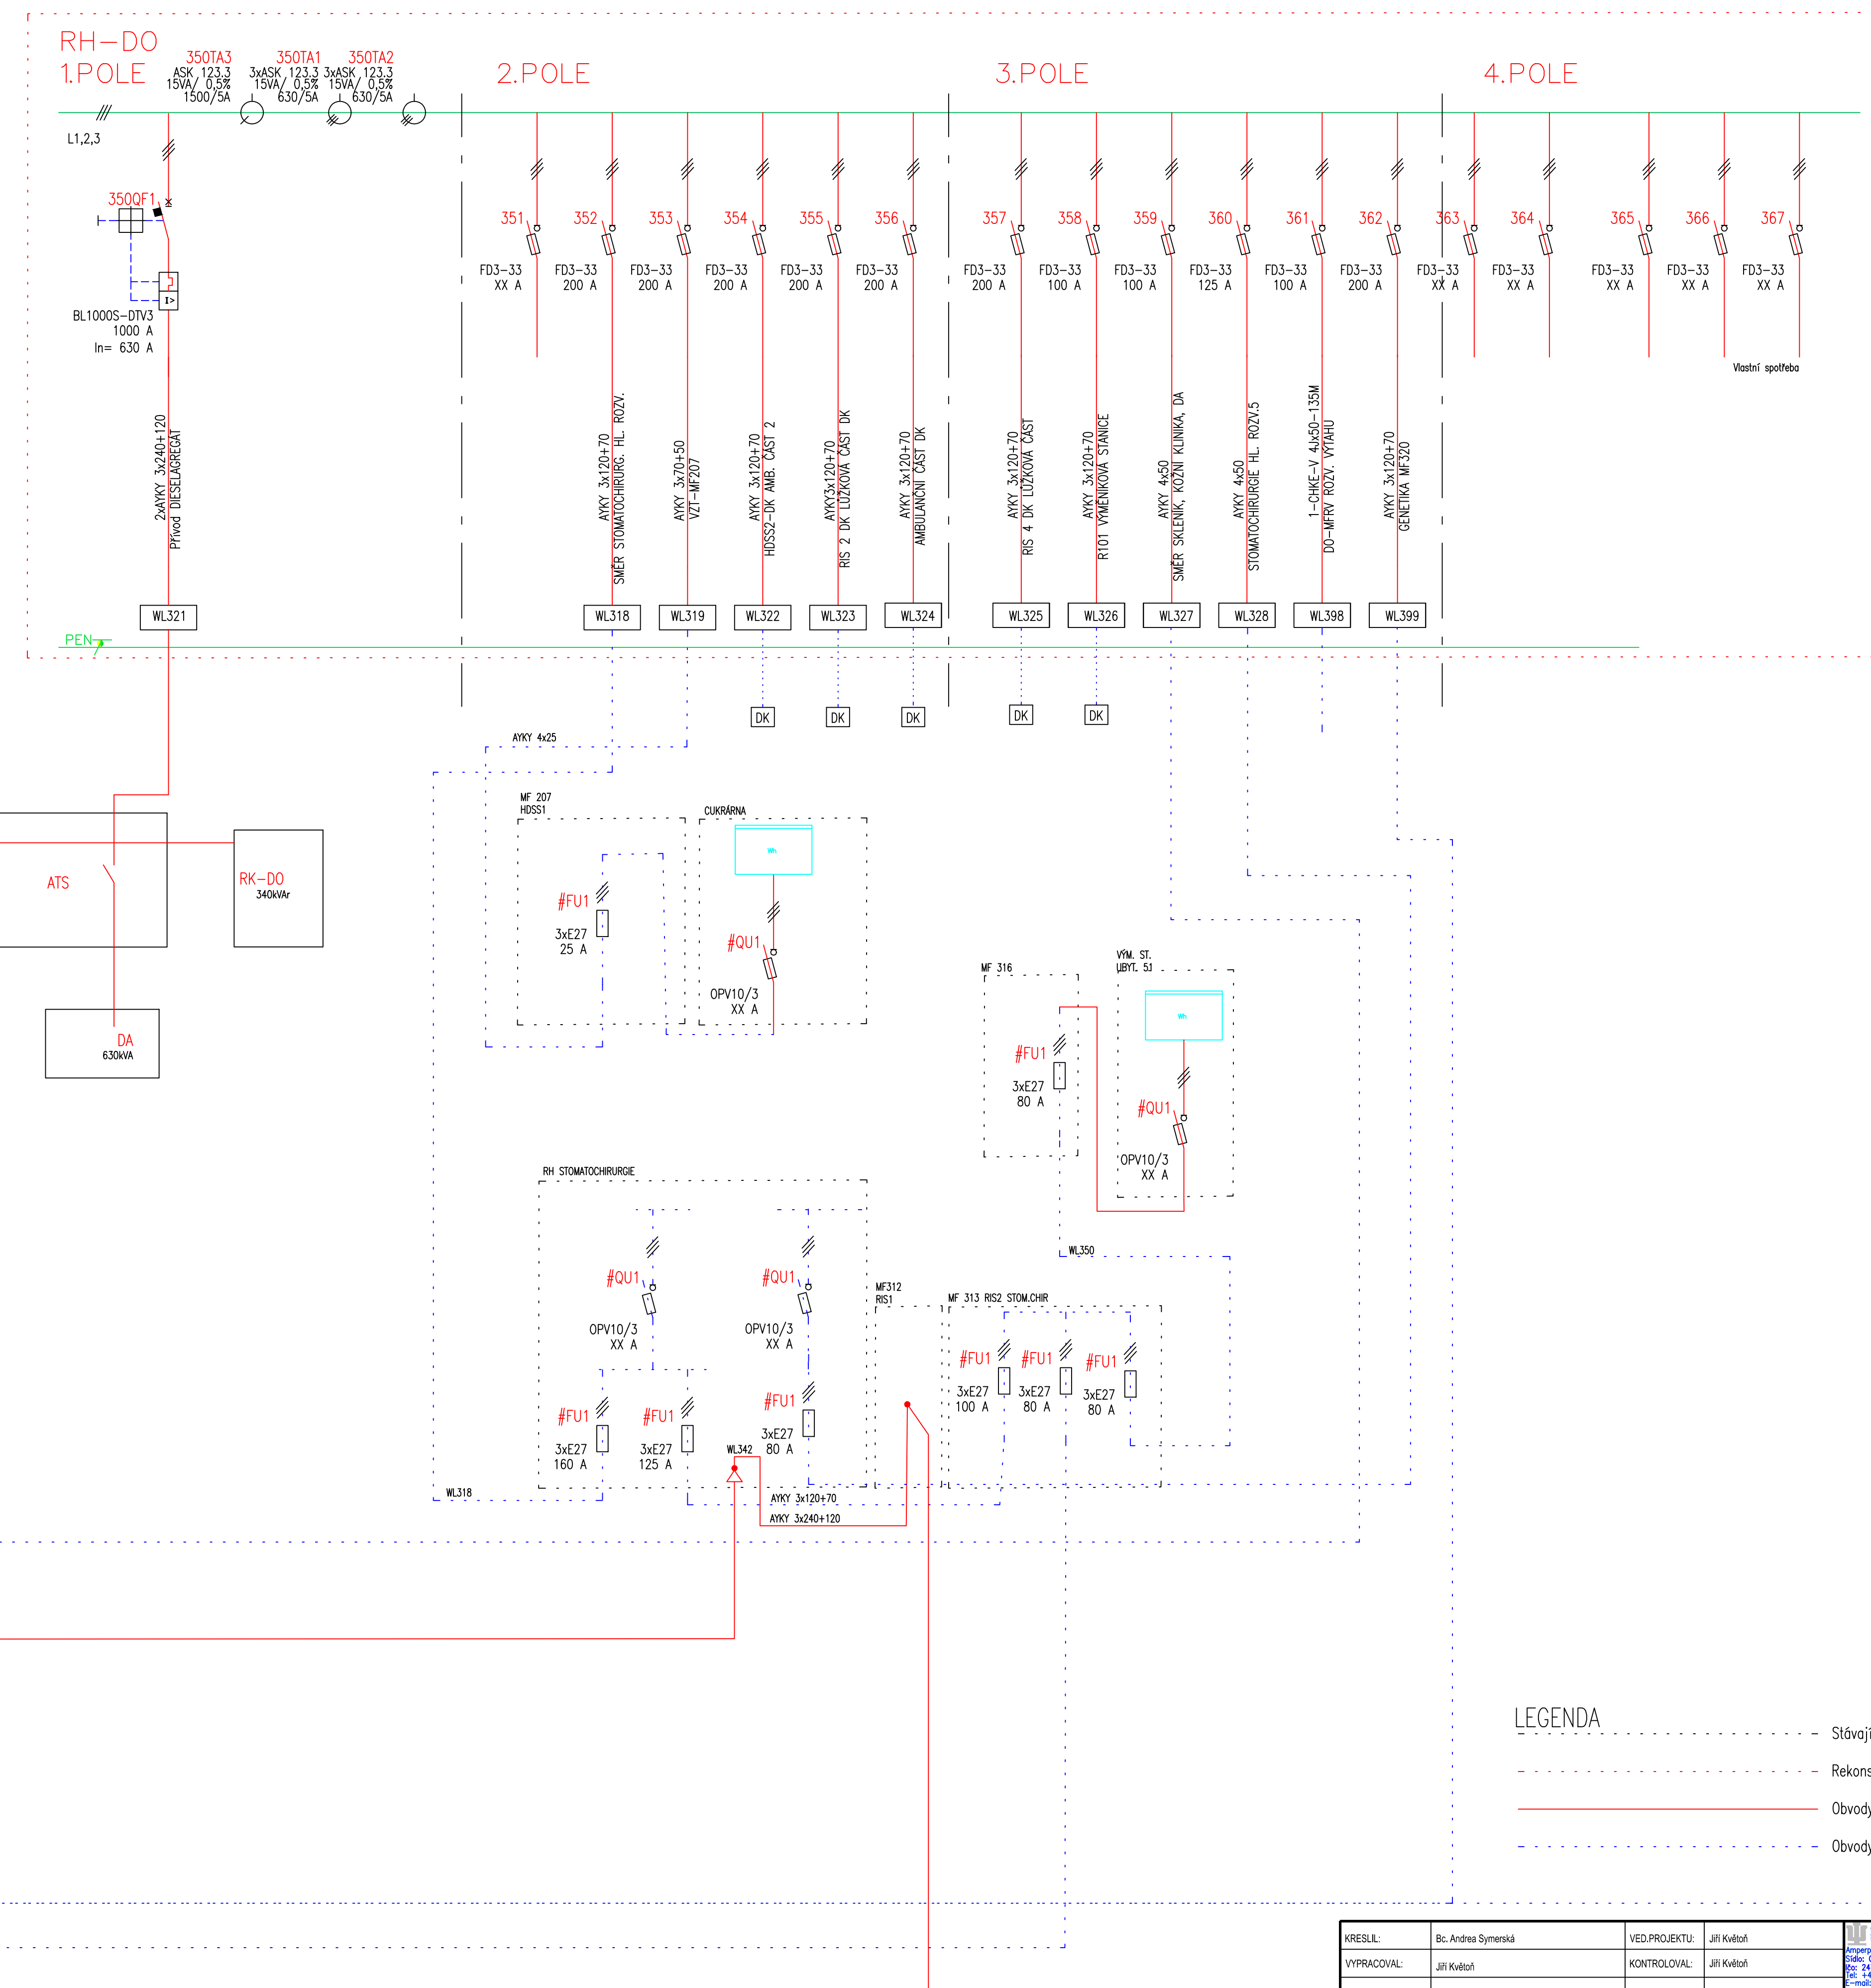 RH-DO
1.POLE
2.POLE
3.POLE
4.POLE
350TA3
ASK 123.3
15VA/ 0,5%
1500/5A
350TA1
3xASK 123.3
15VA/ 0,5%
630/5A
350TA2
3xASK 123.3
15VA/ 0,5%
630/5A
L1,2,3
350QF1
I>
BL1000S-DTV3
1000 A
In= 630 A
2xAYKY 3x240+120
Přívod DIESELAGREGÁT
WL321
PEN
351
FD3-33
XX A
352
FD3-33
200 A
AYKY 3x120+70
SMĚR STOMATOCHIRURG. HL. ROZV.
WL318
353
FD3-33
200 A
AYKY 3x70+50
VZT-MF207
WL319
354
FD3-33
200 A
AYKY 3x120+70
HDSS2-DK AMB. ČÁST 2
WL322
DK
355
FD3-33
200 A
AYKY3x120+70
RIS 2 DK LŮŽKOVÁ ČÁST DK
WL323
DK
356
FD3-33
200 A
AYKY 3x120+70
AMBULANČNÍ ČÁST DK
WL324
DK
357
FD3-33
200 A
AYKY 3x120+70
RIS 4 DK LŮŽKOVÁ ČÁST
WL325
DK
358
FD3-33
100 A
AYKY 3x120+70
R101 VÝMĚNIKOVÁ STANICE
WL326
DK
359
FD3-33
100 A
AYKY 4x50
SMĚR SKLENIK, KOŽNÍ KLINIKA, DA
WL327
360
FD3-33
125 A
AYKY 4x50
STOMATOCHIRURGIE HL. ROZV.5
WL328
361
FD3-33
100 A
1-CHKE-V 4Jx50-135M
DO-MFRV ROZV. VÝTAHU
WL398
362
FD3-33
200 A
AYKY 3x120+70
GENETIKA MF320
WL399
363
FD3-33
XX A
364
FD3-33
XX A
365
FD3-33
XX A
366
FD3-33
XX A
367
FD3-33
XX A
Vlastní spotřeba
AYKY 4x25
MF 207
HDSS1
#FU1
3xE27
25 A
CUKRÁRNA
Wh
#QU1
OPV10/3
XX A
ATS
RK-DO
340kVAr
DA
630kVA
MF 316
#FU1
3xE27
80 A
VÝM. ST.
UBYT. 51
Wh
#QU1
OPV10/3
XX A
RH STOMATOCHIRURGIE
#QU1
OPV10/3
XX A
#QU1
OPV10/3
XX A
#FU1
3xE27
160 A
#FU1
3xE27
125 A
#FU1
3xE27
80 A
WL342
WL350
MF312
RIS1
MF 313 RIS2 STOM.CHIR
#FU1
3xE27
100 A
#FU1
3xE27
80 A
#FU1
3xE27
80 A
WL318
AYKY 3x120+70
AYKY 3x240+120
LEGENDA
Stávají
Rekons
Obvody
Obvody
KRESLIL: Bc. Andrea Symerská VED.PROJEKTU: Jiří Květoň
VYPRACOVAL: Jiří Květoň KONTROLOVAL: Jiří Květoň
Amperp
Sídlo:
Ičo: 24
Tel: +4
E-mail: